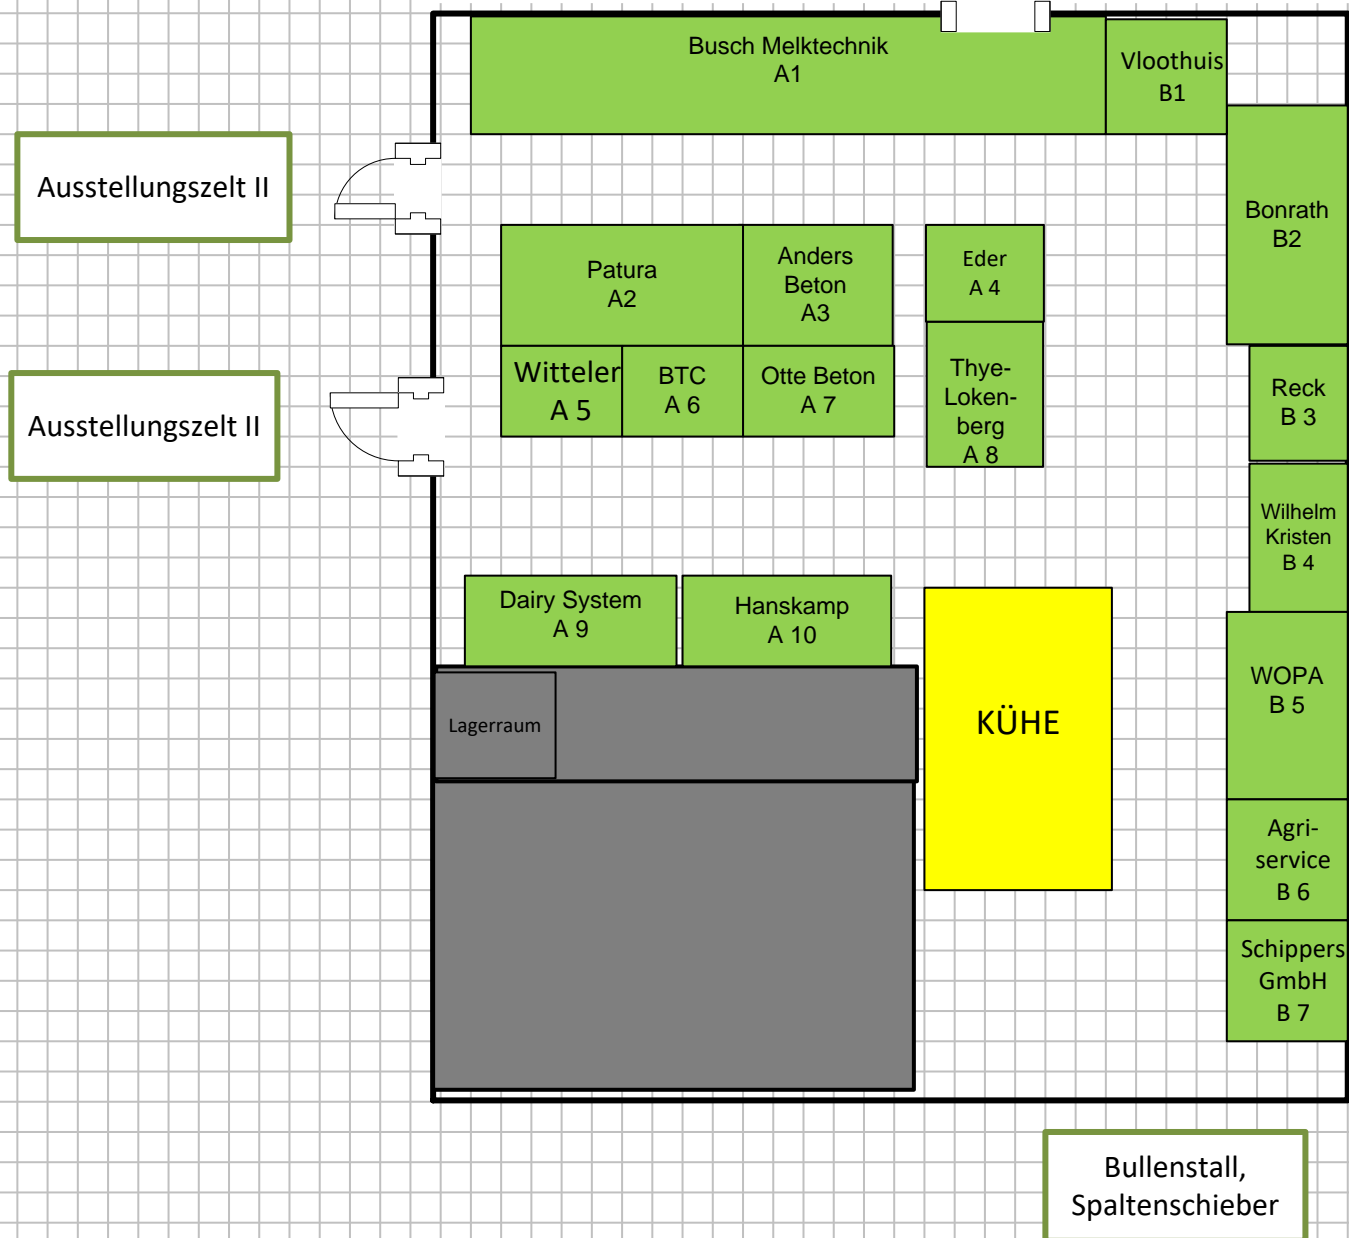 Busch Melktechnik
A1
Vloothuis
B1
Ausstellungszelt II
Bonrath
B2
Patura
A2
Anders
Beton
A3
Eder
A 4
Witteler
A 5
BTC
A 6
Otte Beton
A 7
Thye-
Loken-
berg
A 8
Reck
B 3
Ausstellungszelt II
Wilhelm
Kristen
B 4
Dairy System
A 9
Hanskamp
A 10
WOPA
B 5
Lagerraum
KÜHE
Agri-
service
B 6
Schippers
GmbH
B 7
Bullenstall,
Spaltenschieber